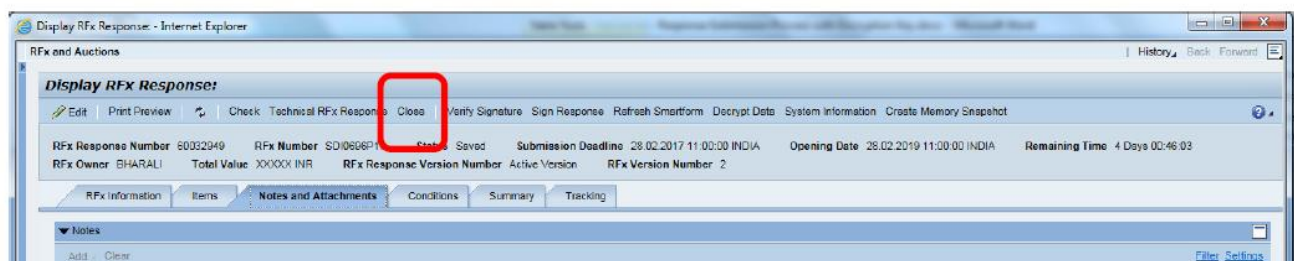 Display RFx Response: - Internet Explorer
RFx and Auctions History Back Forward
Display RFx Response:
Edit Print Preview Check Technical RFx Response Close Verify Signature Sign Response Refresh Smartform Decrypt Data System Information Create Memory Snapshot
RFx Response Number 60032949 RFx Number SDI0696P1 Status Saved Submission Deadline 28.02.2017 11:00:00 INDIA Opening Date 28.02.2019 11:00:00 INDIA Remaining Time 4 Days 00:46:03
RFx Owner BHARALI Total Value XXXXX INR RFx Response Version Number Active Version RFx Version Number 2
RFx Information Items Notes and Attachments Conditions Summary Tracking
Notes
Add Clear Filter Settings